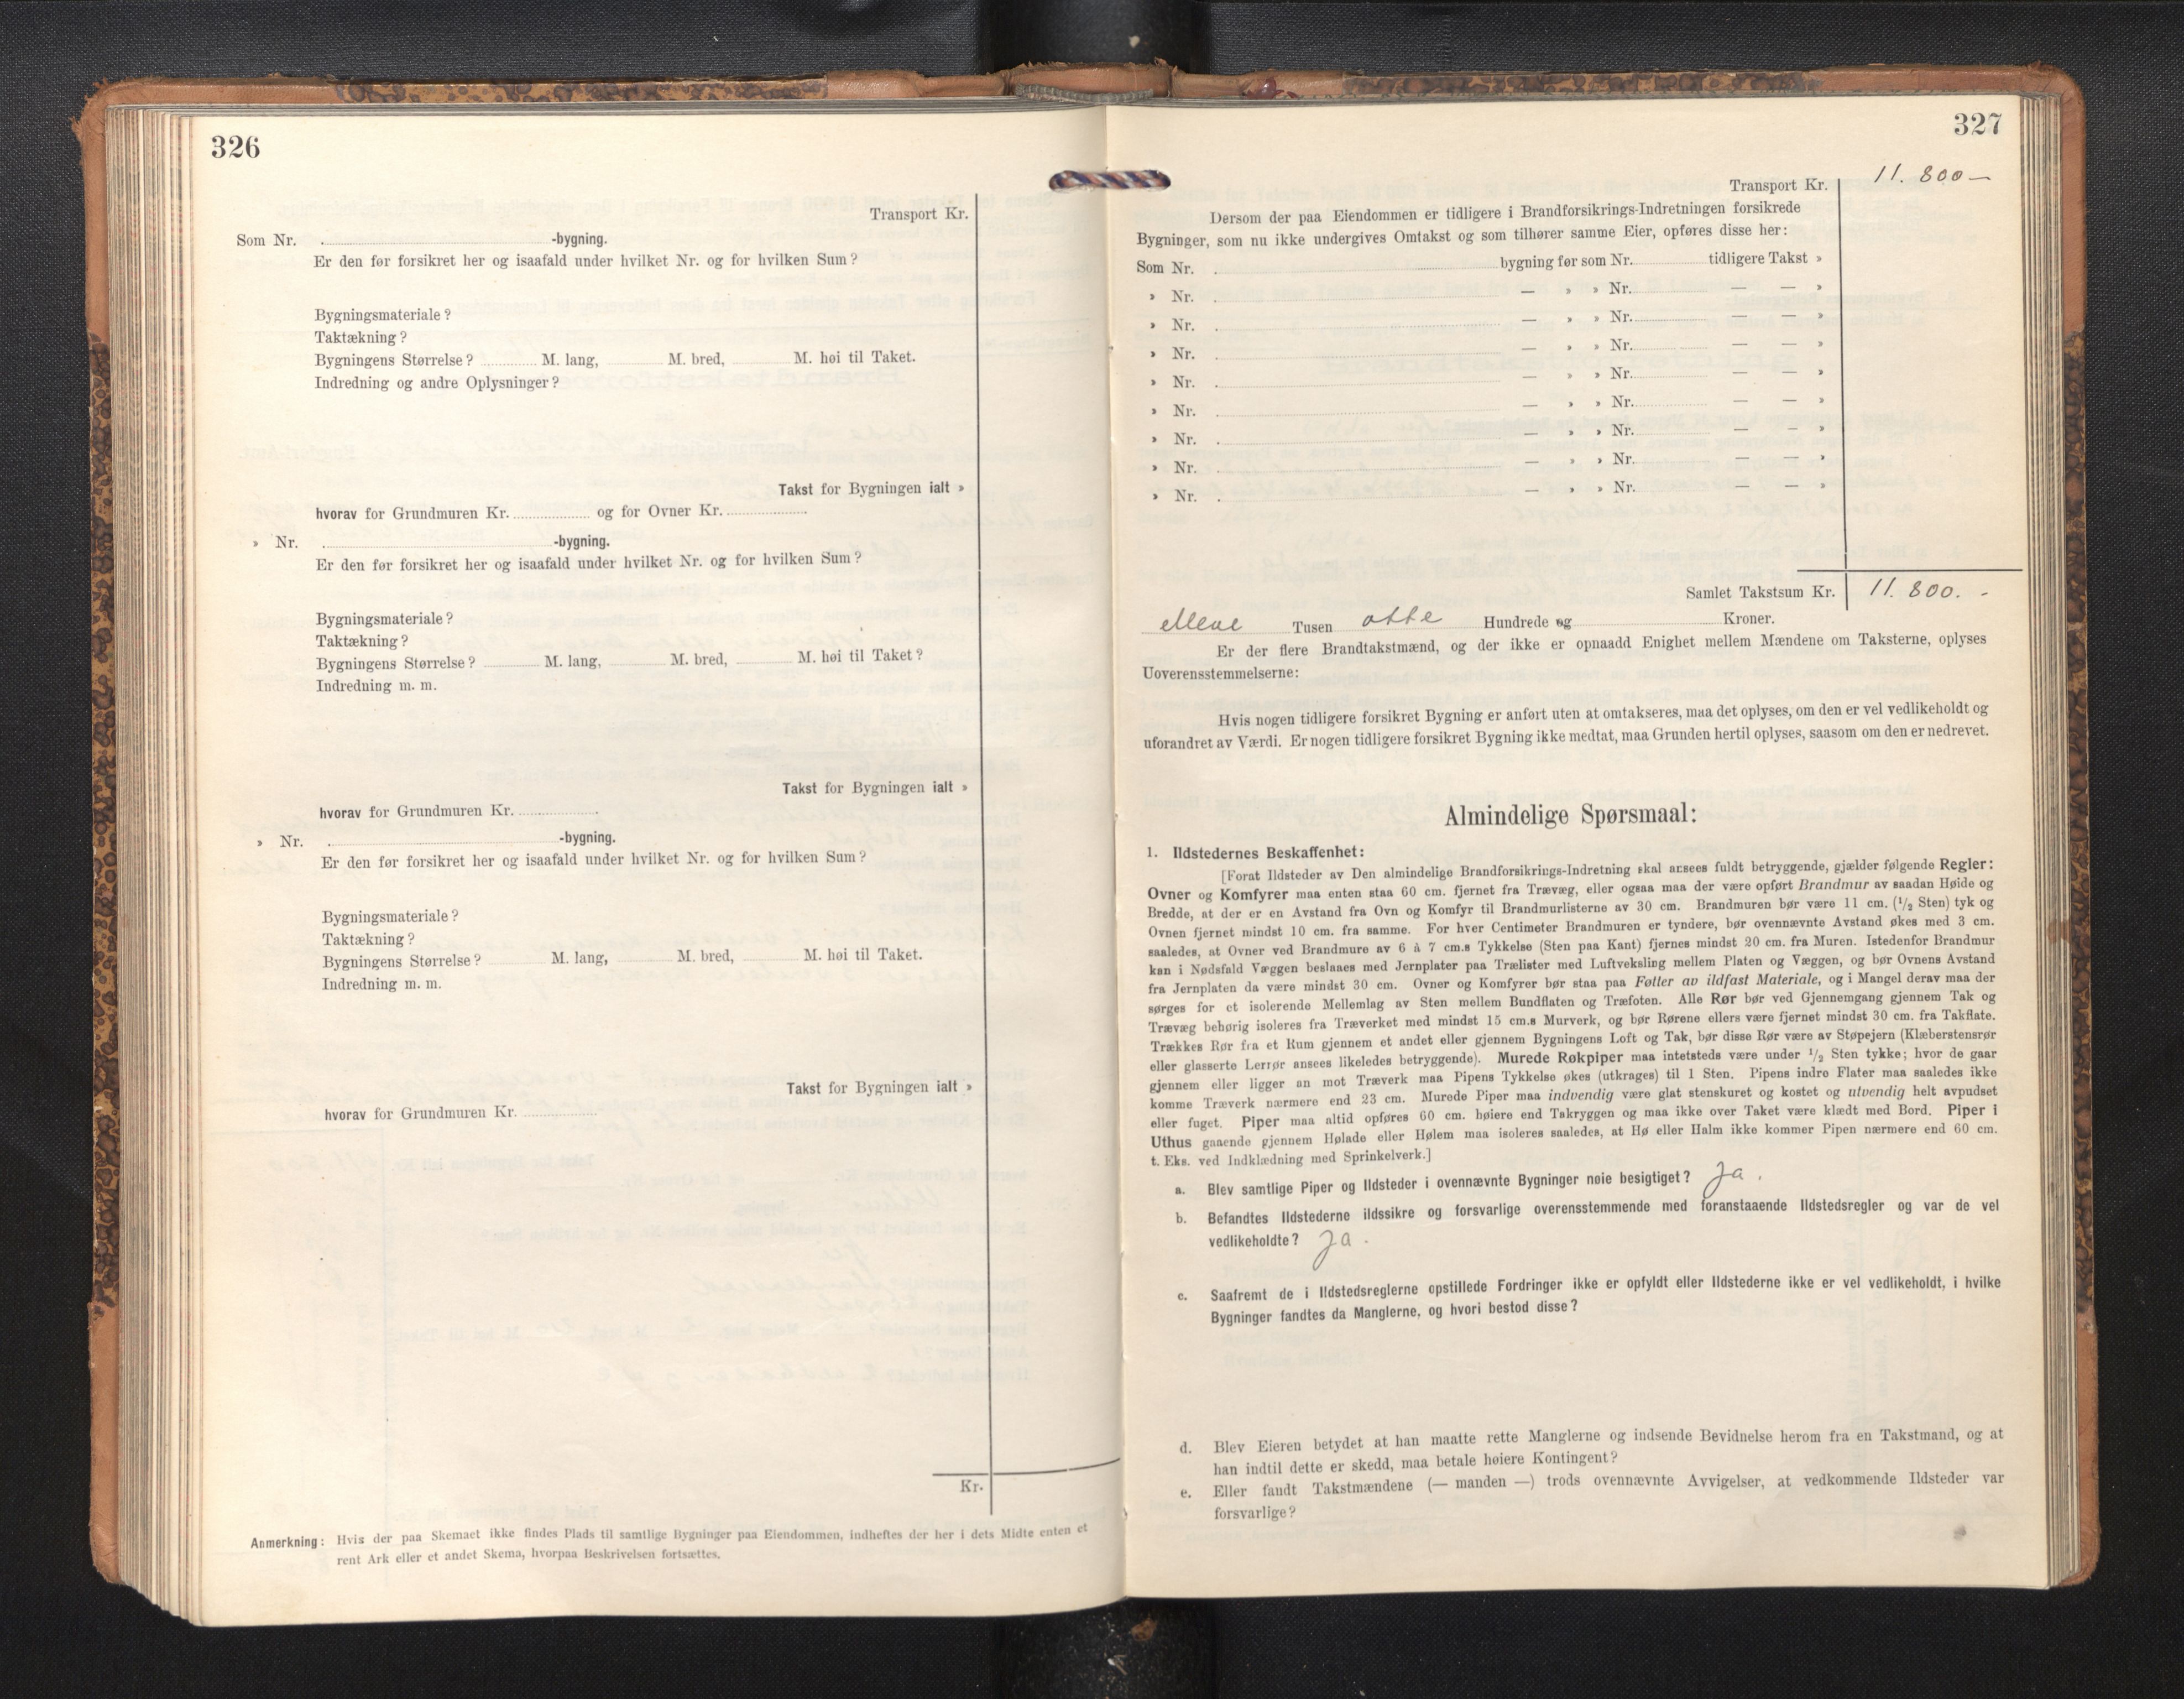 326
Transport Kr.
Som Nr. -bygning.
Er den før forsikret her og isaafald under hvilket Nr. og for hvilken Sum?
Bygningsmateriale?
Taktækning?
Bygningens Størrelse? M. lang, M. bred, M. høi til Taket.
Indredning og andre Oplysninger?
Takst for Bygningen ialt »
hvorav for Grundmuren Kr. og for Ovner Kr.
» Nr. -bygning.
Er den før forsikret her og isaafald under hvilket Nr. og for hvilken Sum?
Bygningsmateriale?
Taktækning?
Bygningens Størrelse? M. lang, M. bred, M. høi til Taket?
Indredning m. m.
Takst for Bygningen ialt »
hvorav for Grundmuren Kr.
» Nr. -bygning.
Er den før forsikret her og isaafald under hvilket Nr. og for hvilken Sum?
Bygningsmateriale?
Taktækning?
Bygningens Størrelse? M. lang, M. bred, M. høi til Taket.
Indredning m. m.
Takst for Bygningen ialt »
hvorav for Grundmuren Kr.
Kr.
Anmerkning: Hvis der paa Skemaet ikke findes Plads til samtlige Bygninger paa Eiendommen, indheftes der her i dets Midte enten et
rent Ark eller et andet Skema, hvorpaa Beskrivelsen fortsættes.
327
Transport Kr. 11.800—
Dersom der paa Eiendommen er tidligere i Brandforsikrings-Indretningen forsikrede
Bygninger, som nu ikke undergives Omtakst og som tilhører samme Eier, opføres disse her:
Som Nr. bygning før som Nr. tidligere Takst »
» Nr. — » » Nr. — — »
» Nr. — » » Nr. — — »
» Nr. — » » Nr. — — »
» Nr. — » » Nr. — — »
» Nr. — » » Nr. — — »
» Nr. — » » Nr. — — »
» Nr. — » » Nr. — — »
» Nr. — » » Nr. — — »
Samlet Takstsum Kr. 11.800.-
elleve Tusen otte Hundrede og Kroner.
Er der flere Brandtakstmænd, og der ikke er opnaadd Enighet mellem Mændene om Taksterne, oplyses
Uoverensstemmelserne:
Hvis nogen tidligere forsikret Bygning er anført uten at omtakseres, maa det oplyses, om den er vel vedlikeholdt og
uforandret av Værdi. Er nogen tidligere forsikret Bygning ikke medtat, maa Grunden hertil oplyses, saasom om den er nedrevet.
Almindelige Spørsmaal:
1. Ildstedernes Beskaffenhet:
[Forat Ildsteder av Den almindelige Brandforsikrings-Indretning skal ansees fuldt betryggende, gjælder følgende Regler:
Ovner og Komfyrer maa enten staa 60 cm. fjernet fra Trævæg, eller ogsaa maa der være opført Brandmur av saadan Høide og
Bredde, at der er en Avstand fra Ovn og Komfyr til Brandmurlisterne av 30 cm. Brandmuren bør være 11 cm. (1/2 Sten) tyk og
Ovnen fjernet mindst 10 cm. fra samme. For hver Centimeter Brandmuren er tyndere, bør ovennævnte Avstand økes med 3 cm.
saaledes, at Ovner ved Brandmure av 6 à 7 cm.s Tykkelse (Sten paa Kant) fjernes mindst 20 cm. fra Muren. Istedenfor Brandmur
kan i Nødsfald Væggen beslaaes med Jernplater paa Trælister med Luftveksling mellem Platen og Væggen, og bør Ovnens Avstand
fra Jernplaten da være mindst 30 cm. Ovner og Komfyrer bør staa paa Føtter av ildfast Materiale, og i Mangel derav maa der
sørges for et isolerende Mellemlag av Sten mellem Bundflaten og Træfoten. Alle Rør bør ved Gjennemgang gjennem Tak og
Trævæg behørig isoleres fra Træverket med mindst 15 cm.s Murverk, og bør Rørene ellers være fjernet mindst 30 cm. fra Takflate.
Trækkes Rør fra et Rum gjennem et andet eller gjennem Bygningens Loft og Tak, bør disse Rør være av Støpejern (Klæberstensrør
eller glasserte Lerrør ansees likeledes betryggende). Murede Røkpiper maa intetsteds være under 1/2 Sten tykke; hvor de gaar
gjennem eller ligger an mot Træverk maa Pipens Tykkelse økes (utkrages) til 1 Sten. Pipens indre Flater maa saaledes ikke
komme Træverk nærmere end 23 cm. Murede Piper maa indvendig være glat stenskuret og kostet og utvendig helt avpudset
eller fuget. Piper maa altid opføres 60 cm. høiere end Takryggen og maa ikke over Taket være klædt med Bord. Piper i
Uthus gaaende gjennem Hølade eller Hølem maa isoleres saaledes, at Hø eller Halm ikke kommer Pipen nærmere end 60 cm.
t. Eks. ved Indklædning med Sprinkelverk.]
a. Blev samtlige Piper og Ildsteder i ovennævnte Bygninger nøie besigtiget? Ja.
b. Befandtes Ildstederne ildssikre og forsvarlige overensstemmende med foranstaaende Ildstedsregler og var de vel
vedlikeholdte? Ja.
c. Saafremt de i Ildstedsreglerne opstillede Fordringer ikke er opfyldt eller Ildstederne ikke er vel vedlikeholdt, i hvilke
Bygninger fandtes da Manglerne, og hvori bestod disse?
d. Blev Eieren betydet at han maatte rette Manglerne og indsende Bevidnelse herom fra en Takstmand, og at
han indtil dette er skedd, maa betale høiere Kontingent?
e. Eller fandt Takstmændene (— manden —) trods ovennævnte Avvigelser, at vedkommende Ildsteder var
forsvarlige?